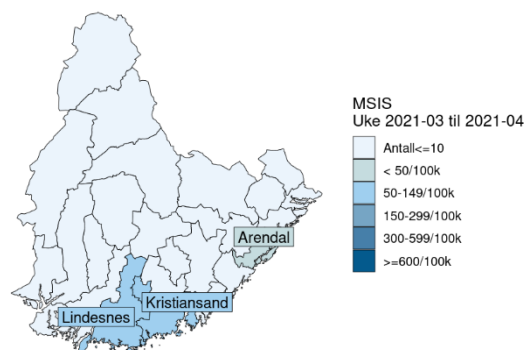 MSIS
Uke 2021-03 til 2021-04
Antall<=10
< 50/100k
50-149/100k
150-299/100k
300-599/100k
>=600/100k
Arendal
Kristiansand
Lindesnes